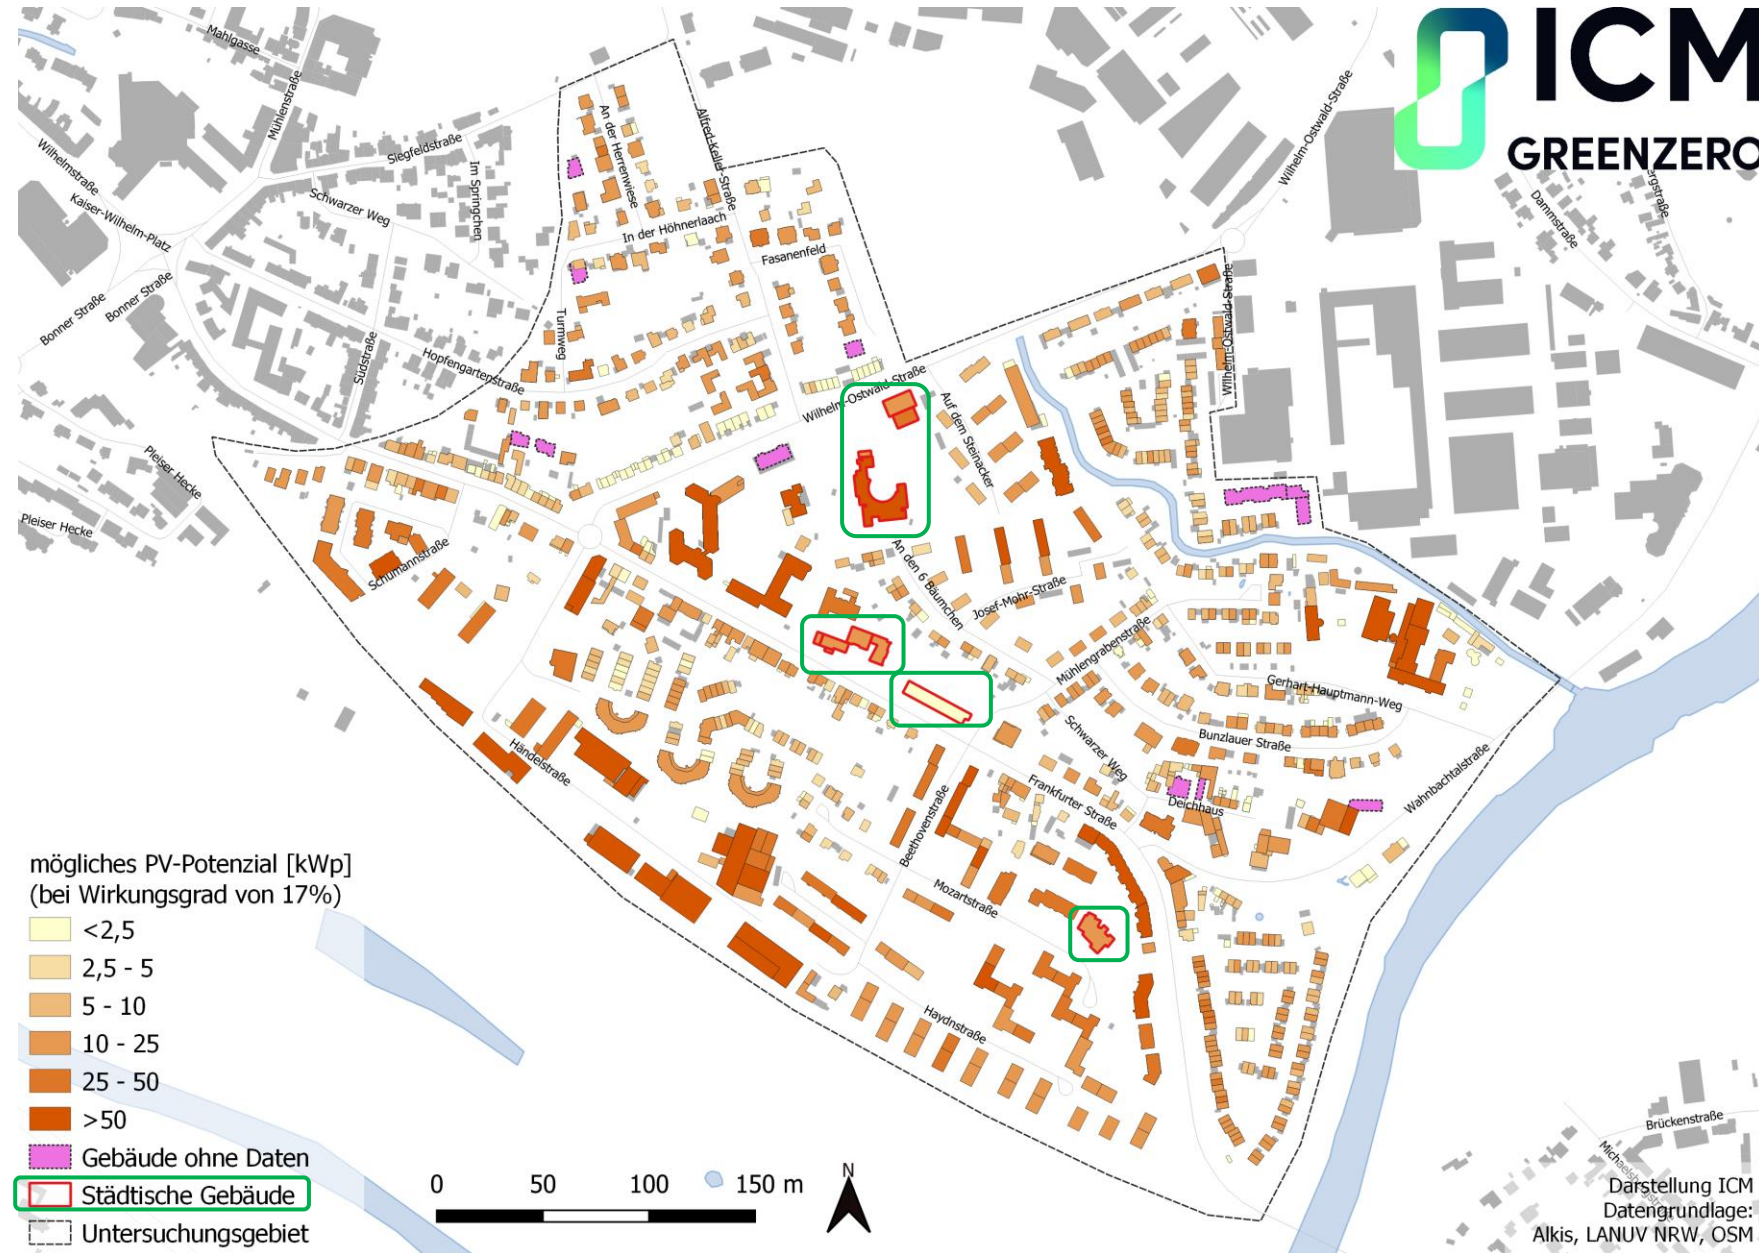 ICM
GREENZERO
Mahlgasse
Mühlenstraße
Siegfeldstraße
Im Springchen
Schwarzer Weg
Wilhelmstraße
Kaiser-Wilhelm-Platz
Bonner Straße
Bonner Straße
Südstraße
Hopfengartenstraße
Pleiser Hecke
Pleiser Hecke
An der Herrenwiese
Alfred-Keller-Straße
In der Höhnerlaach
Fasanenfeld
Turmweg
Wilhelm-Ostwald-Straße
Wilhelm-Ostwald-Straße
Wilhelm-Ostwald-Straße
Dammstraße
Auf dem Steinacker
Schumannstraße
An den 6 Bäumchen
Josef-Mohr-Straße
Mühlengrabenstraße
Gerhart-Hauptmann-Weg
Bunzlauer Straße
Schwarzer Weg
Wahnbachtalstraße
Deichhaus
Frankfurter Straße
Händelstraße
Beethovenstraße
Mozartstraße
Haydnstraße
Brückenstraße
mögliches PV-Potenzial [kWp]
(bei Wirkungsgrad von 17%)
<2,5
2,5 - 5
5 - 10
10 - 25
25 - 50
>50
Gebäude ohne Daten
Städtische Gebäude
Untersuchungsgebiet
0 50 100 150 m
N
Darstellung ICM
Datengrundlage:
Alkis, LANUV NRW, OSM